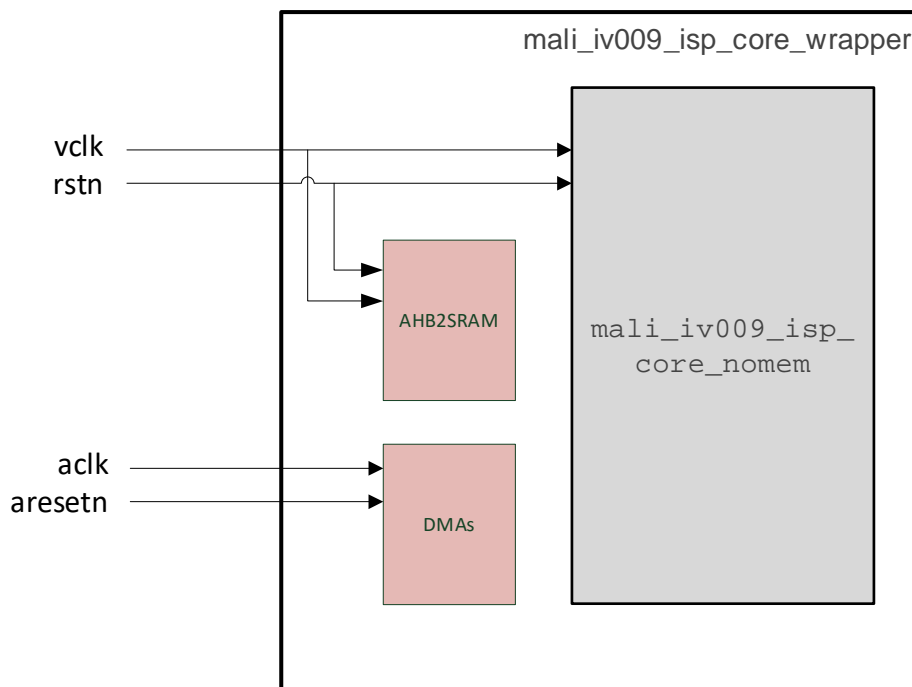 mali_iv009_isp_core_wrapper
vclk
rstn
AHB2SRAM
mali_iv009_isp_
core_nomem
aclk
aresetn
DMAs